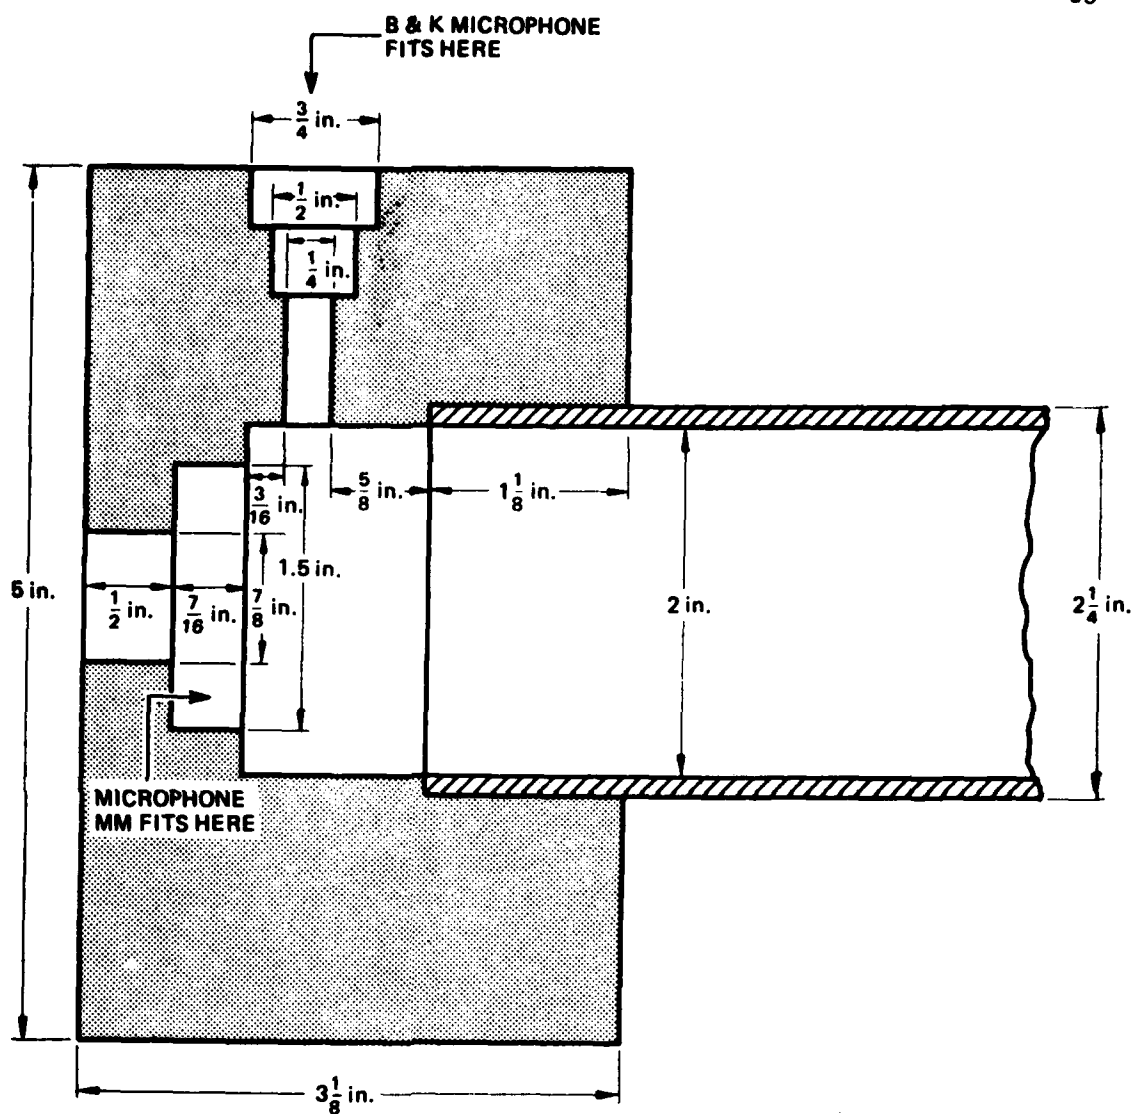 B & K MICROPHONE
FITS HERE
3/4 in.
1/2 in.
1/4 in.
3/16 in.
5/8 in.
1 1/8 in.
5 in.
1/2 in.
7/16 in.
7/8 in.
1.5 in.
2 in.
2 1/4 in.
MICROPHONE
MM FITS HERE
3 1/8 in.